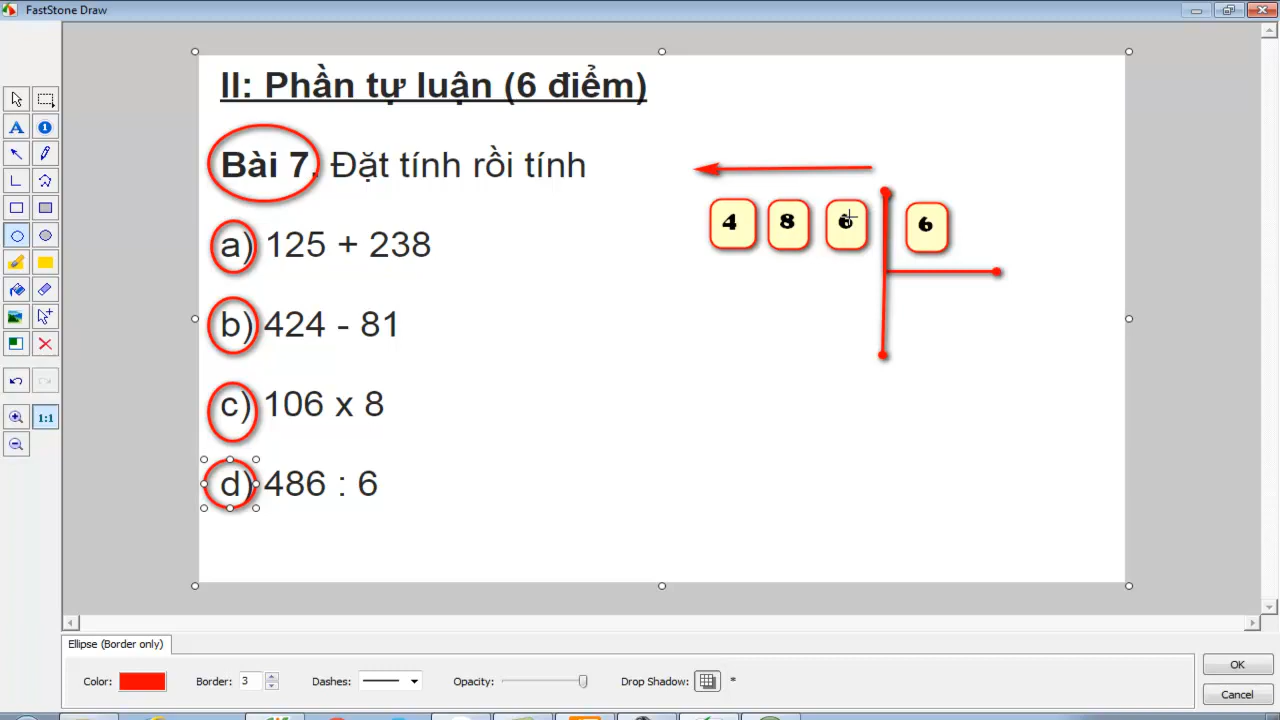 FastStone Draw
II: Phần tự luận (6 điểm)
Bài 7. Đặt tính rồi tính
a) 125 + 238
b) 424 - 81
c) 106 x 8
d) 486 : 6
4 8 6 6
1:1
Ellipse (Border only)
Color: Border: 3 Dashes: Opacity: Drop Shadow: *
OK
Cancel